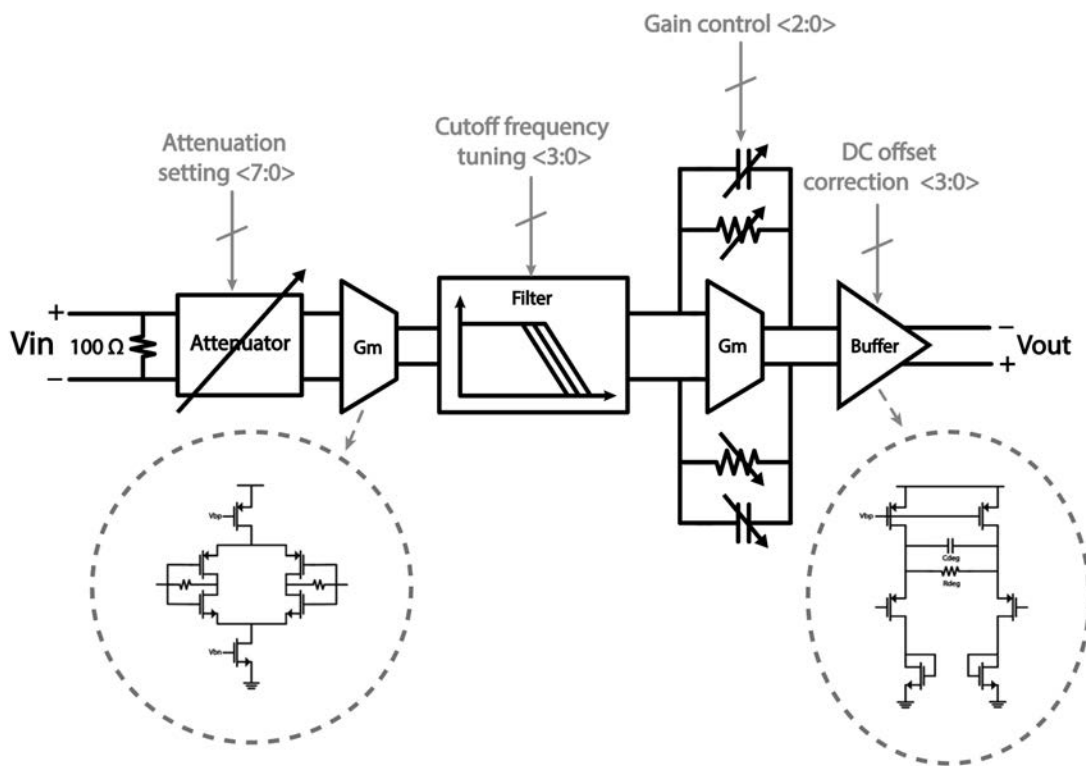 Gain control <2:0>
Attenuation
setting <7:0>
Cutoff frequency
tuning <3:0>
DC offset
correction <3:0>
Vin
+
−
100 Ω
Attenuator
Gm
Filter
Gm
Buffer
−
+
Vout
Vbp
Vbn
Vbp
Cdeg
Rdeg